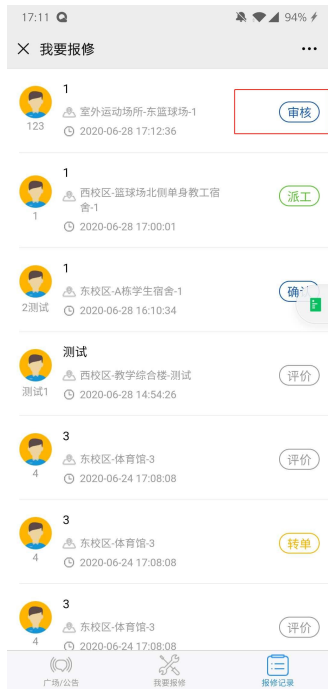 17:11 94%
我要报修
1
室外运动场所-东篮球场-1
审核
123
2020-06-28 17:12:36
1
西校区-篮球场北侧单身教工宿
舍-1
派工
1
2020-06-28 17:00:01
1
东校区-A栋学生宿舍-1
确
2测试
2020-06-28 16:10:34
测试
西校区-教学综合楼-测试
评价
测试1
2020-06-28 14:54:26
3
东校区-体育馆-3
评价
4
2020-06-24 17:08:08
3
东校区-体育馆-3
转单
4
2020-06-24 17:08:08
3
东校区-体育馆-3
评价
4
2020-06-24 17:08:08
广场/公告 我要报修 报修记录